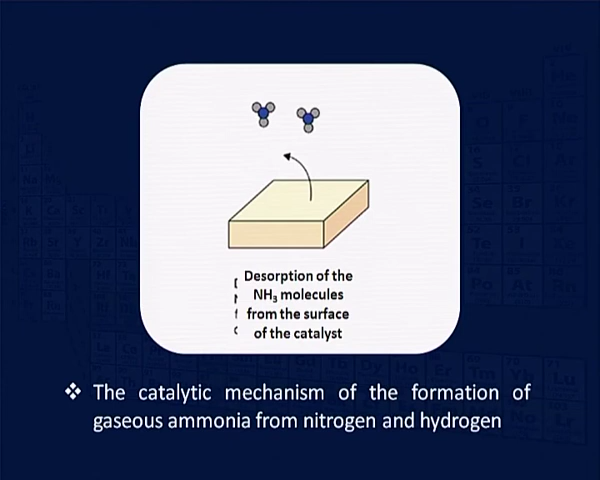 Desorption of the
NH₃ molecules
from the surface
of the catalyst
❖ The catalytic mechanism of the formation of
gaseous ammonia from nitrogen and hydrogen